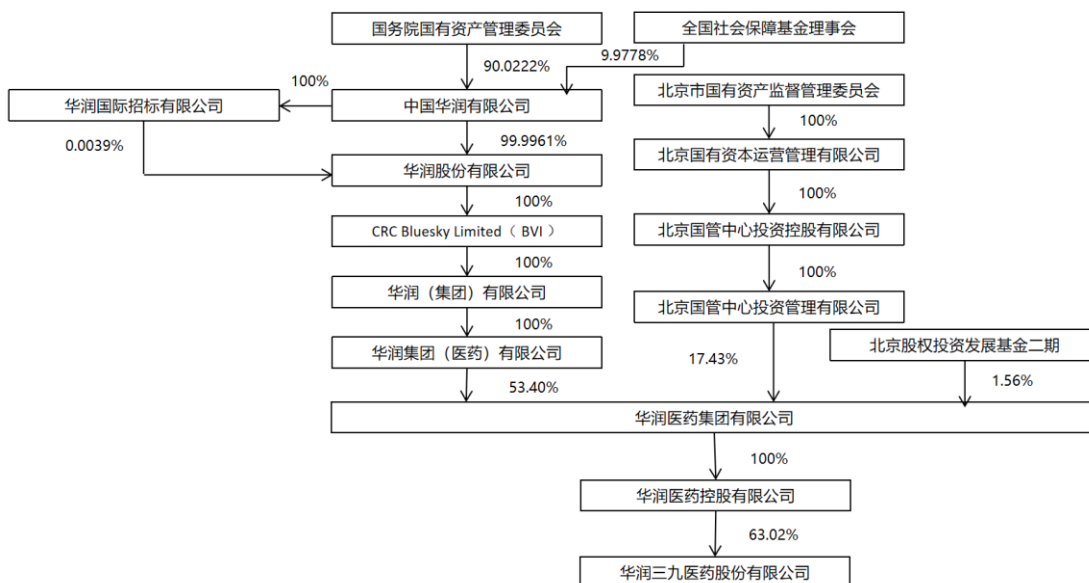 国务院国有资产管理委员会
全国社会保障基金理事会
9.9778%
90.0222%
100%
北京市国有资产监督管理委员会
华润国际招标有限公司
中国华润有限公司
100%
0.0039%
99.9961%
北京国有资本运营管理有限公司
华润股份有限公司
100%
100%
CRC Bluesky Limited（ BVI ）
北京国管中心投资控股有限公司
100%
100%
华润（集团）有限公司
北京国管中心投资管理有限公司
100%
华润集团（医药）有限公司
17.43%
北京股权投资发展基金二期
53.40%
1.56%
华润医药集团有限公司
100%
华润医药控股有限公司
63.02%
华润三九医药股份有限公司